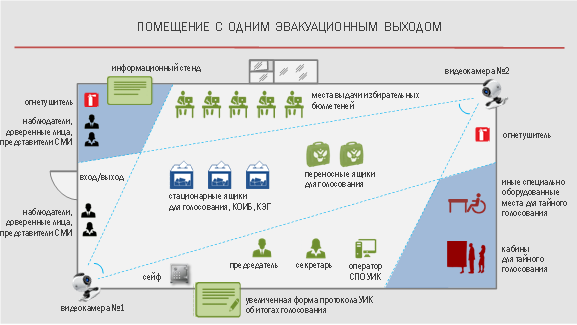 ПОМЕЩЕНИЕ С ОДНИМ ЭВАКУАЦИОННЫМ ВЫХОДОМ
информационный стенд
видеокамера №2
огнетушитель
места выдачи избирательных
бюллетеней
наблюдатели,
доверенные лица,
представители СМИ
огнетушитель
вход/выход
стационарные ящики
для голосования, КОИБ, КЭГ
переносные ящики
для голосования
иные специально
оборудованные
места для тайного
голосования
наблюдатели,
доверенные лица,
представители СМИ
кабины
для тайного
голосования
сейф
председатель
секретарь
оператор
СПО УИК
видеокамера №1
увеличенная форма протокола УИК
об итогах голосования